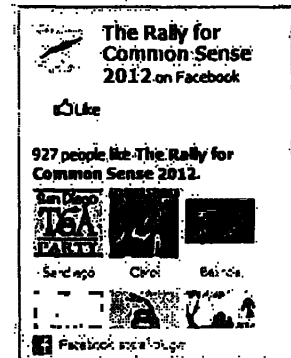 The Rally for
Common Sense
2012 on Facebook
Like
927 people like The Rally for
Common Sense 2012.
San Diego
TEA
PARTY
San Diego
Carol
Facebook social plugin